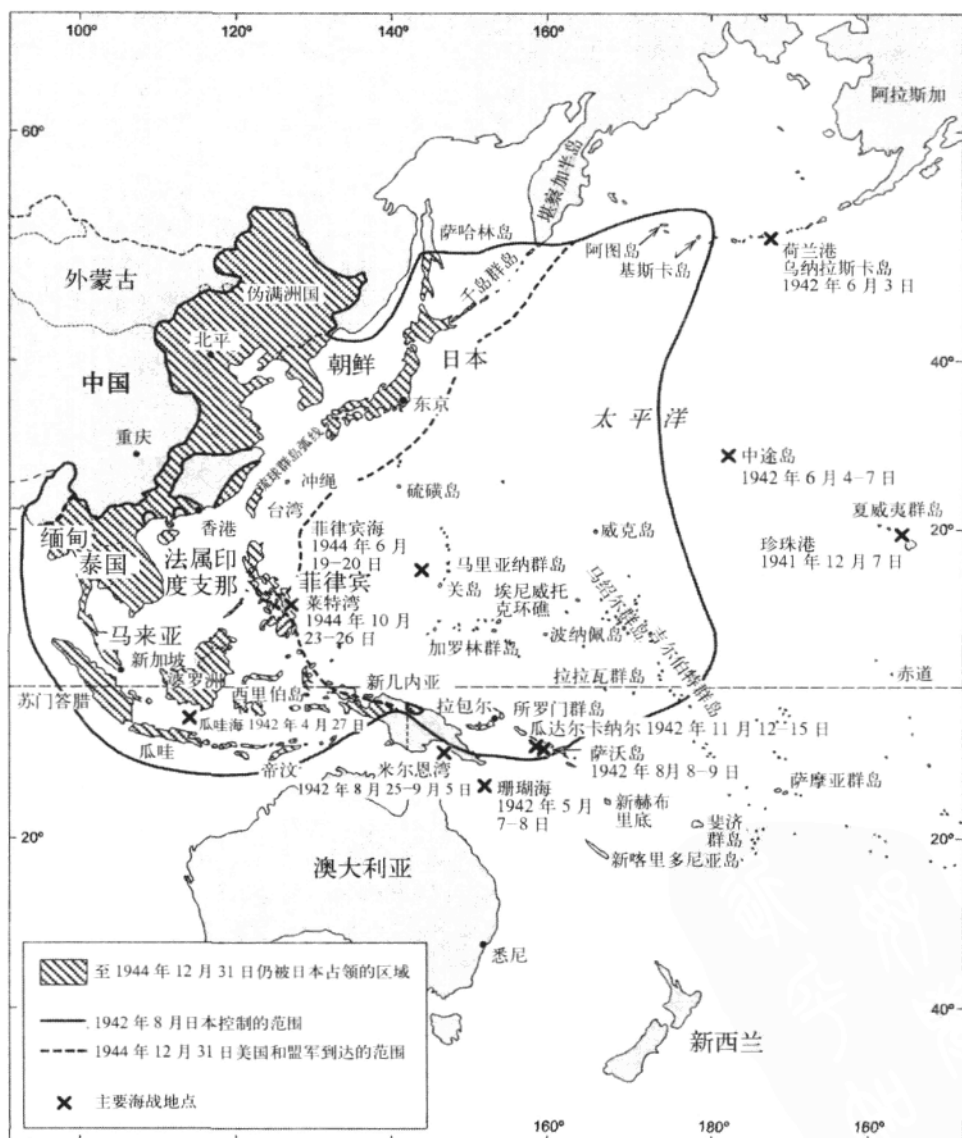 100°
120°
140°
160°
180°
160°
60°
阿拉斯加
堪察加半岛
萨哈林岛
阿图岛
基斯卡岛
荷兰港
乌纳拉斯卡岛
1942 年 6 月 3 日
外蒙古
伪满洲国
千岛群岛
北平
朝鲜
日本
40°
中国
东京
太平洋
重庆
琉球群岛弧线
中途岛
1942 年 6 月 4–7 日
冲绳
硫磺岛
台湾
香港
夏威夷群岛
20°
缅甸
泰国
法属印
度支那
菲律宾海
1944 年 6 月
19–20 日
威克岛
珍珠港
1941 年 12 月 7 日
马里亚纳群岛
菲律宾
关岛
埃尼威托
克环礁
马绍尔群岛
莱特湾
1944 年 10 月
23–26 日
马来亚
加罗林群岛
波纳佩岛
吉尔伯特群岛
新加坡
婆罗洲
拉拉瓦群岛
赤道
苏门答腊
西里伯岛
新几内亚
拉包尔
所罗门群岛
瓜哇海 1942 年 4 月 27 日
瓜达尔卡纳尔 1942 年 11 月 12–15 日
瓜哇
帝汶
米尔恩湾
1942 年 8 月 25–9 月 5 日
萨沃岛
1942 年 8月 8–9 日
珊瑚海
1942 年 5 月
7–8 日
萨摩亚群岛
新赫布
里底
斐济
群岛
20°
20°
新喀里多尼亚岛
澳大利亚
悉尼
至 1944 年 12 月 31 日仍被日本占领的区域
1942 年 8 月日本控制的范围
1944 年 12 月 31 日美国和盟军到达的范围
主要海战地点
40°
新西兰
120°
140°
160°
180°
160°